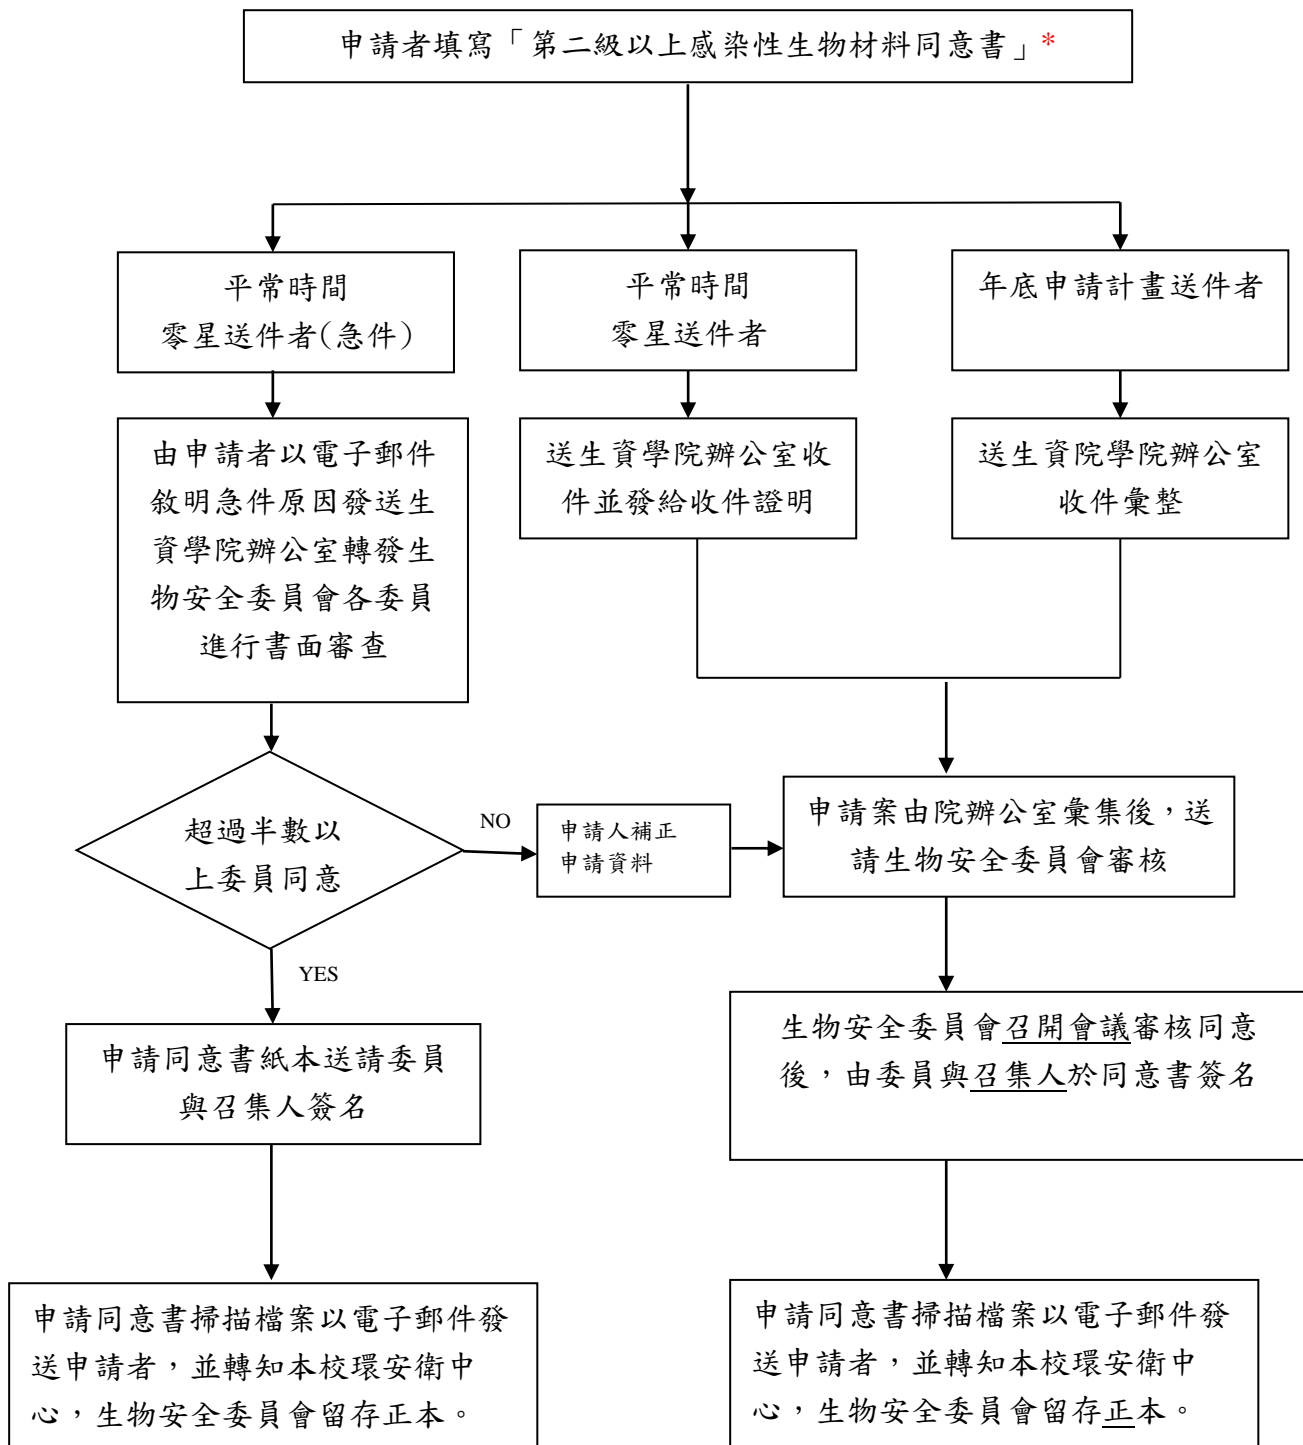 申請者填寫「第二級以上感染性生物材料同意書」*
平常時間
零星送件者(急件)
平常時間
零星送件者
年底申請計畫送件者
由申請者以電子郵件
敘明急件原因發送生
資學院辦公室轉發生
物安全委員會各委員
進行書面審查
送生資學院辦公室收
件並發給收件證明
送生資院學院辦公室
收件彙整
超過半數以
上委員同意
NO
申請人補正
申請資料
申請案由院辦公室彙集後，送
請生物安全委員會審核
YES
申請同意書紙本送請委員
與召集人簽名
生物安全委員會召開會議審核同意
後，由委員與召集人於同意書簽名
申請同意書掃描檔案以電子郵件發
送申請者，並轉知本校環安衛中
心，生物安全委員會留存正本。
申請同意書掃描檔案以電子郵件發
送申請者，並轉知本校環安衛中
心，生物安全委員會留存正本。